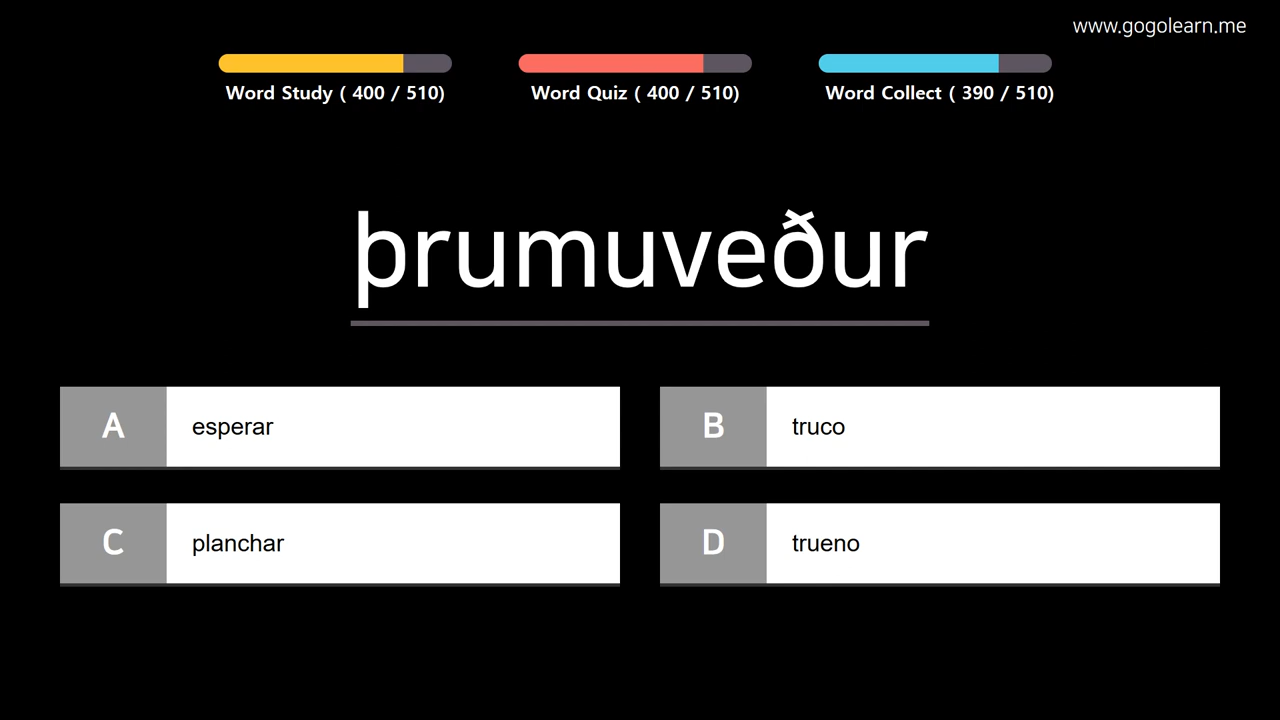 www.gogolearn.me
Word Study ( 400 / 510)
Word Quiz ( 400 / 510)
Word Collect ( 390 / 510)
þrumuveður
A esperar
B truco
C planchar
D trueno